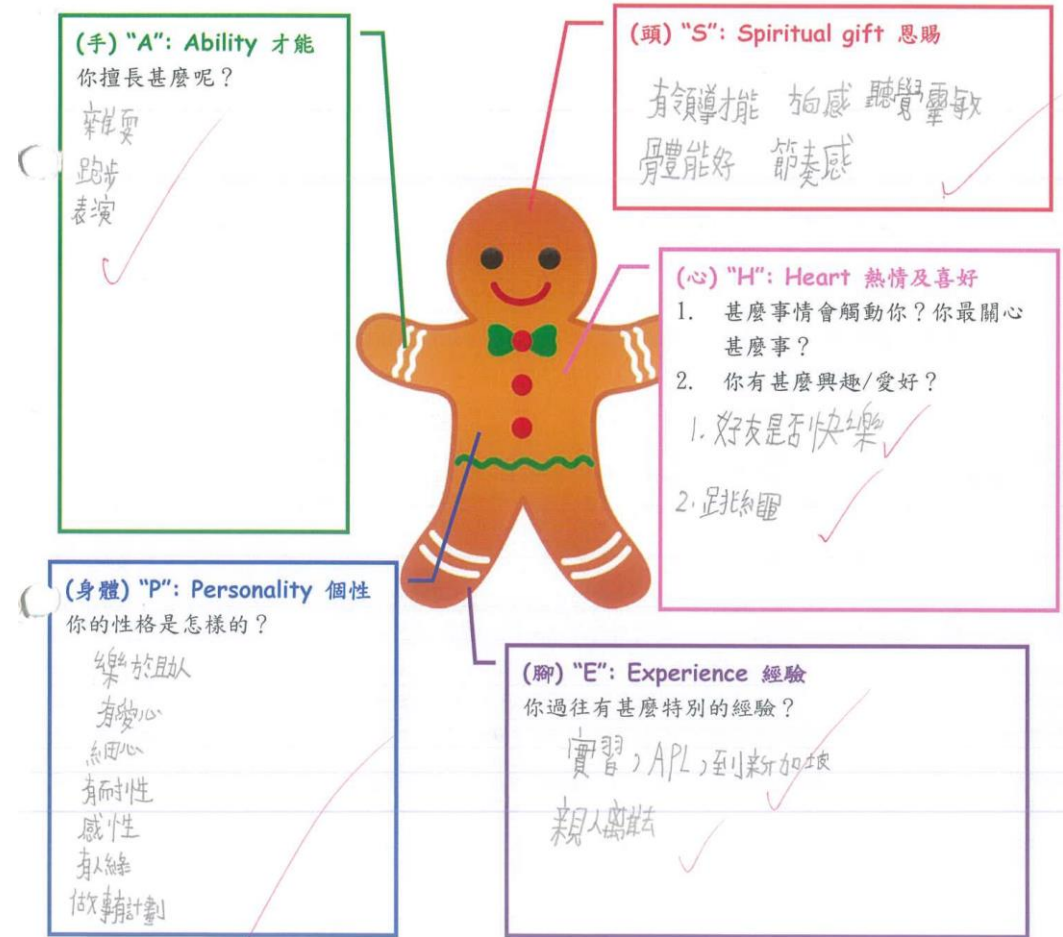 (手) “A”: Ability 才能
你擅長甚麼呢？
雜耍
跑步
表演
(頭) “S”: Spiritual gift 恩賜
有領導才能 方向感 聽覺靈敏
體能好 節奏感
(心) “H”: Heart 熱情及喜好
1. 甚麼事情會觸動你？你最關心
甚麼事？
2. 你有甚麼興趣/愛好？
1. 好友是否快樂
2. 跳繩
(身體) “P”: Personality 個性
你的性格是怎樣的？
樂於助人
有愛心
細心
有耐性
感性
有人緣
做事有計劃
(腳) “E”: Experience 經驗
你過往有甚麼特別的經驗？
實習，APL，到新加坡
親人離去